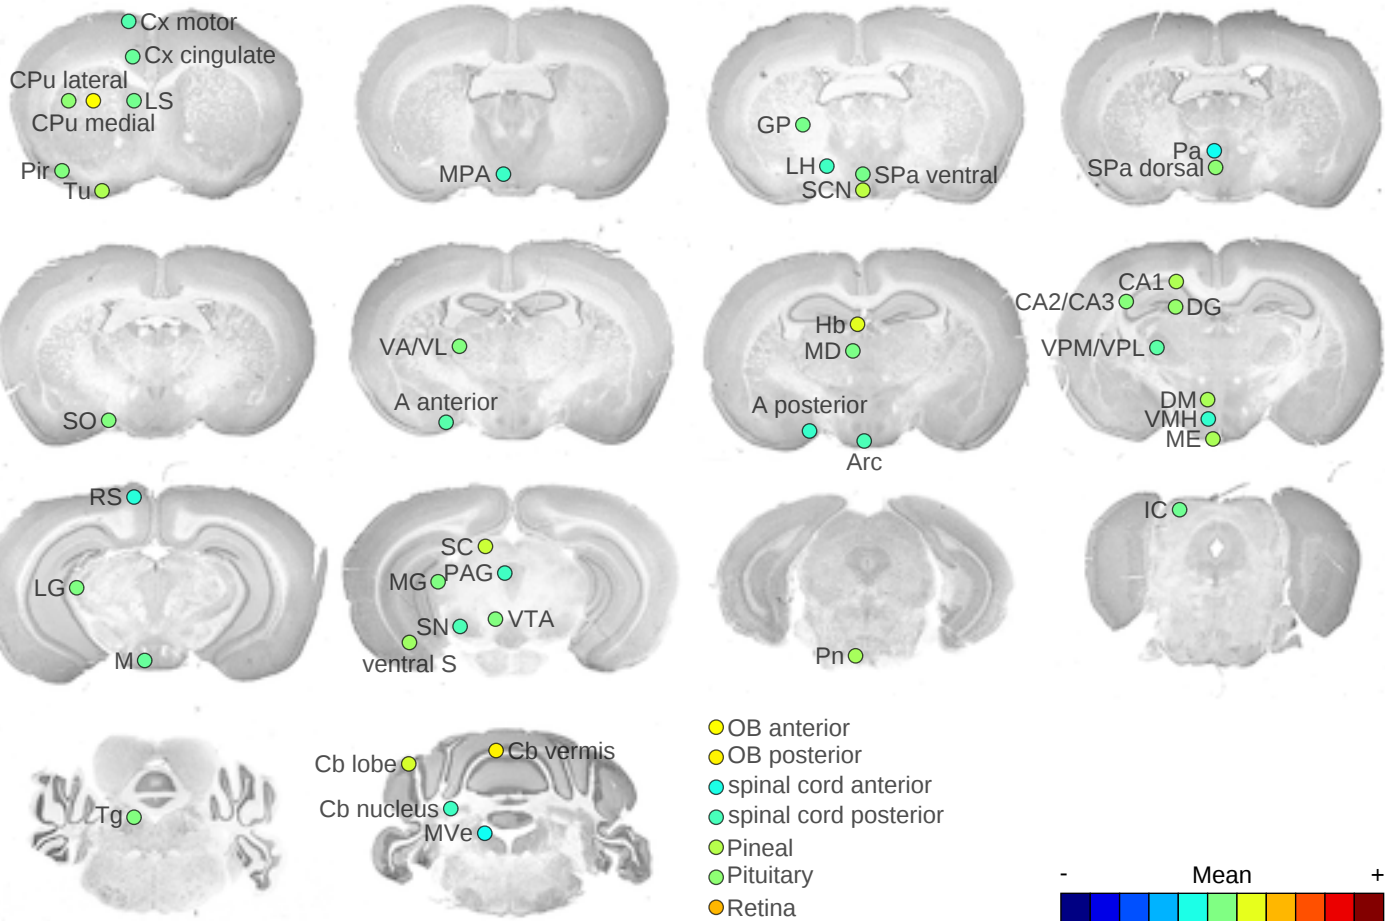 Cx motor
Cx cingulate
CPu lateral
LS
CPu medial
Pir
Tu
MPA
GP
LH
SPa ventral
SCN
Pa
SPa dorsal
SO
VA/VL
A anterior
Hb
MD
A posterior
Arc
CA1
CA2/CA3
DG
VPM/VPL
DM
VMH
ME
RS
LG
M
SC
PAG
MG
VTA
SN
ventral S
Pn
IC
Tg
Cb lobe
Cb vermis
Cb nucleus
MVe
OB anterior
OB posterior
spinal cord anterior
spinal cord posterior
Pineal
Pituitary
Retina
- Mean +